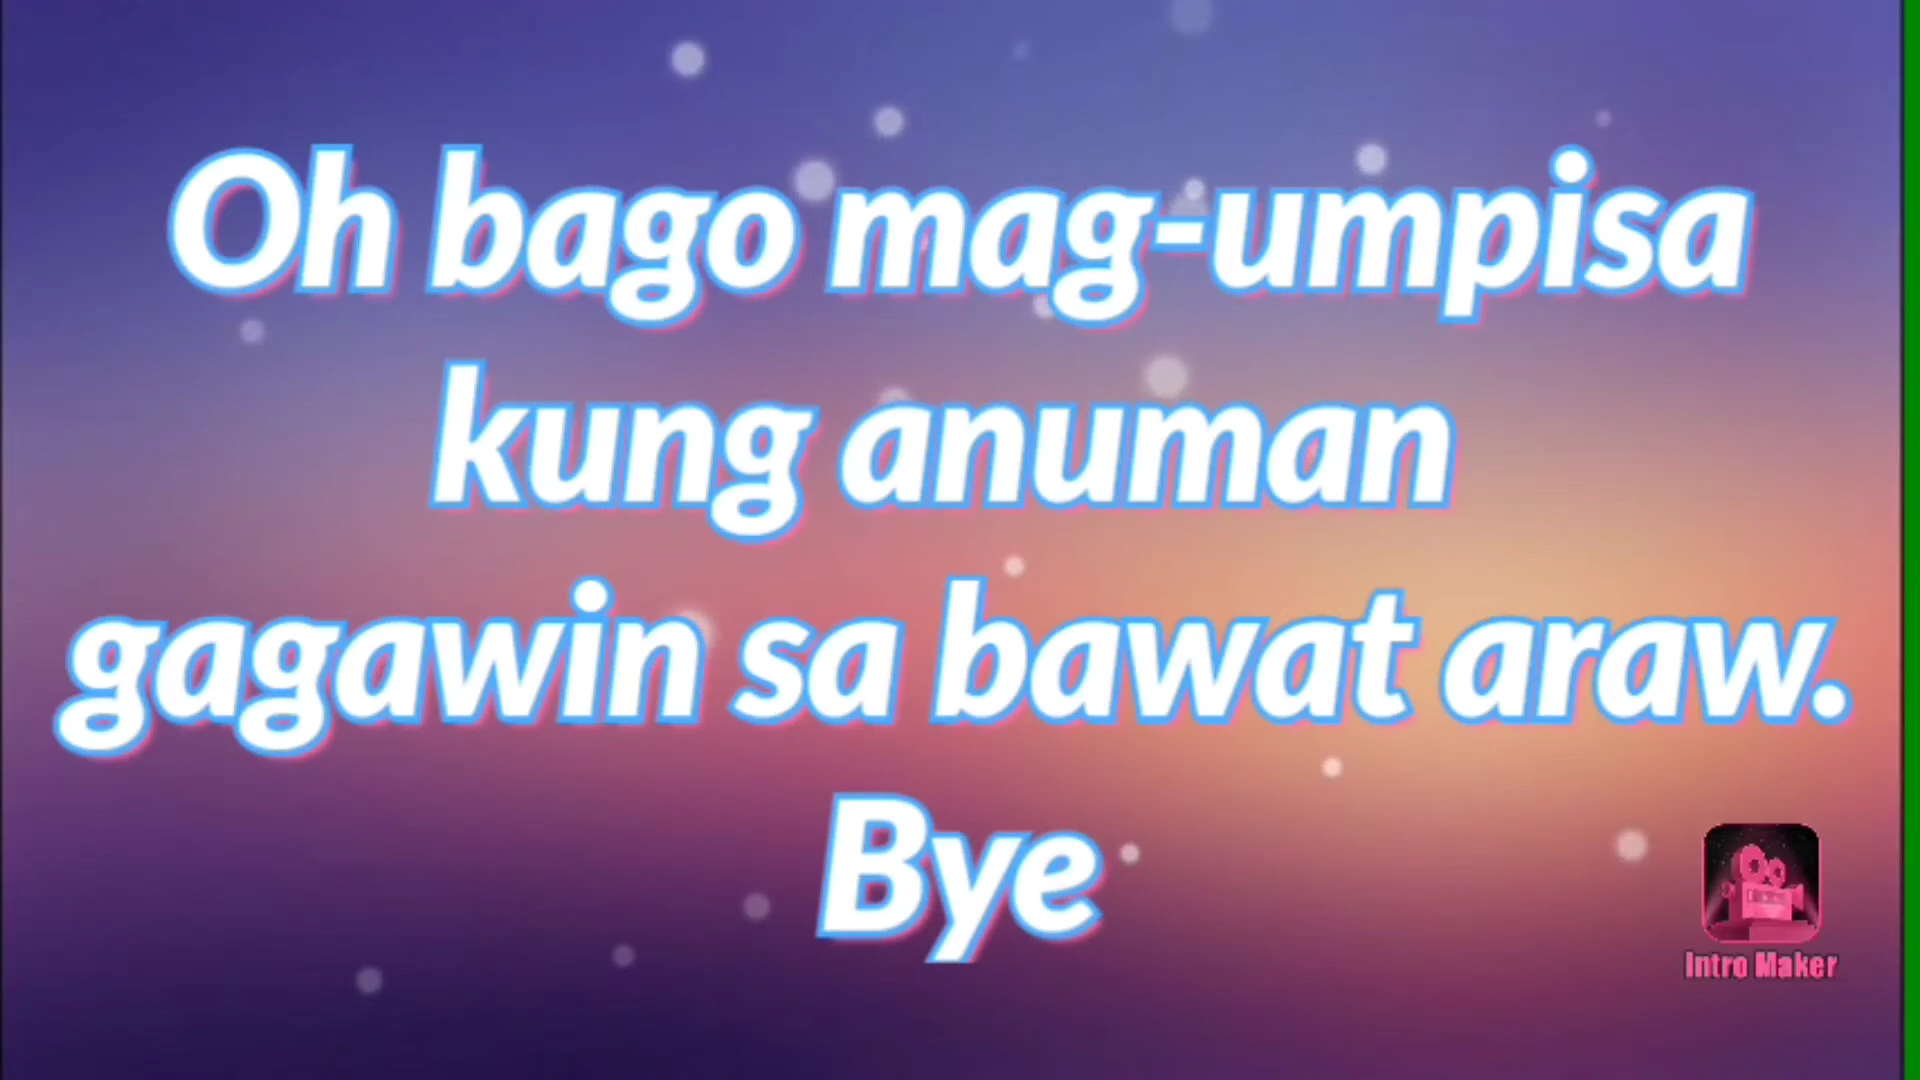 Oh bago mag-umpisa
kung anuman
gagawin sa bawat araw.
Bye
Intro Maker